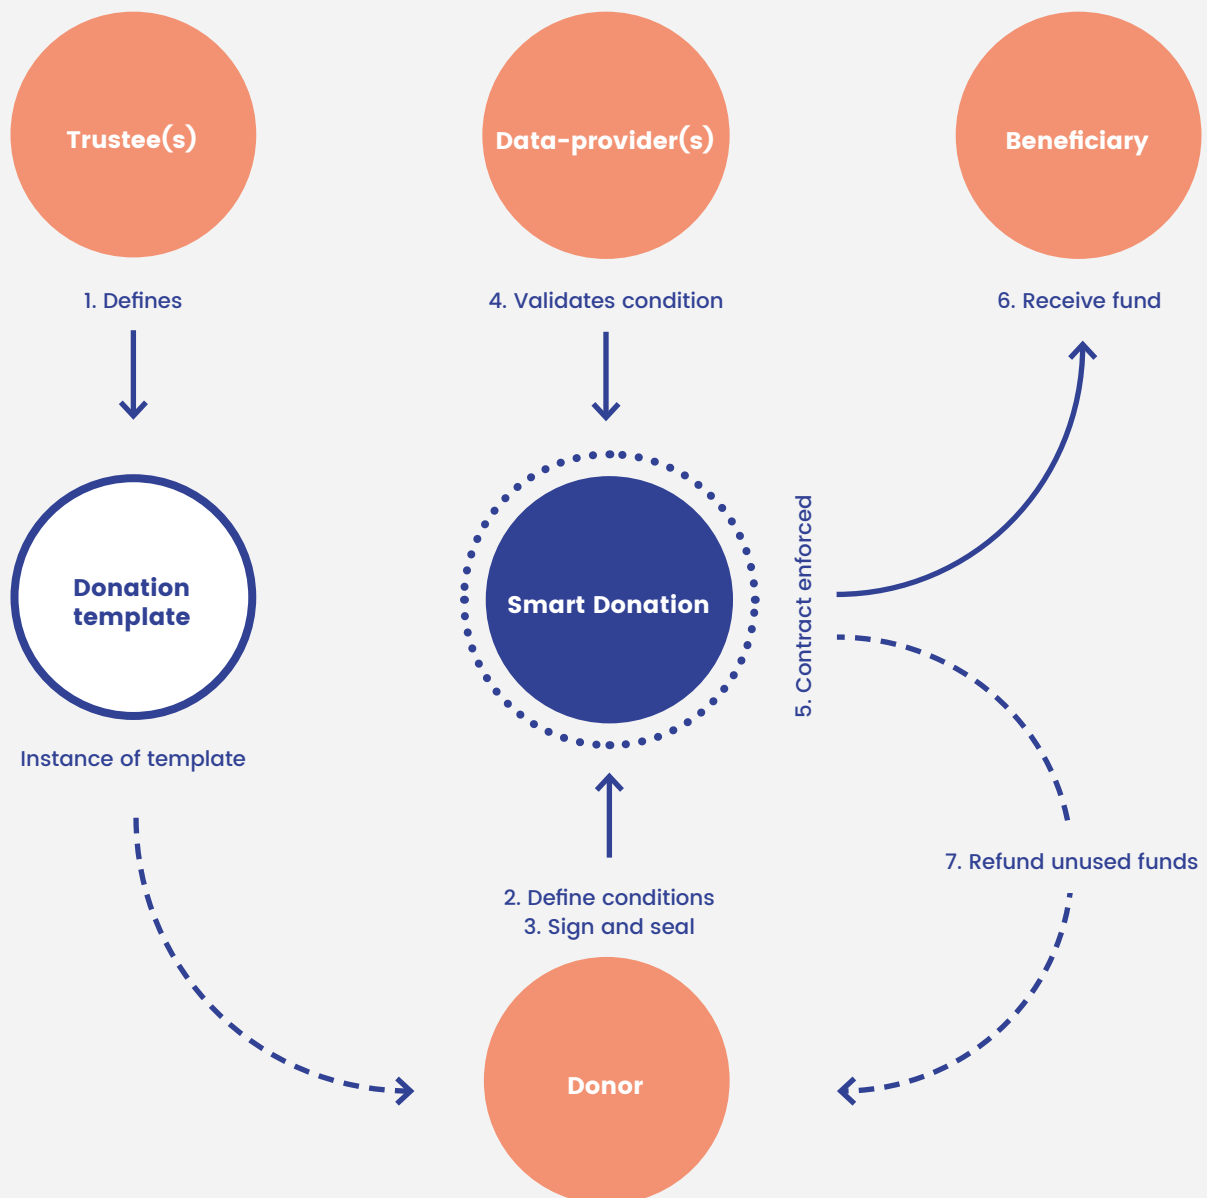 Trustee(s)
Data-provider(s)
Beneficiary
1. Defines
4. Validates condition
6. Receive fund
Donation
template
Smart Donation
5. Contract enforced
Instance of template
7. Refund unused funds
2. Define conditions
3. Sign and seal
Donor